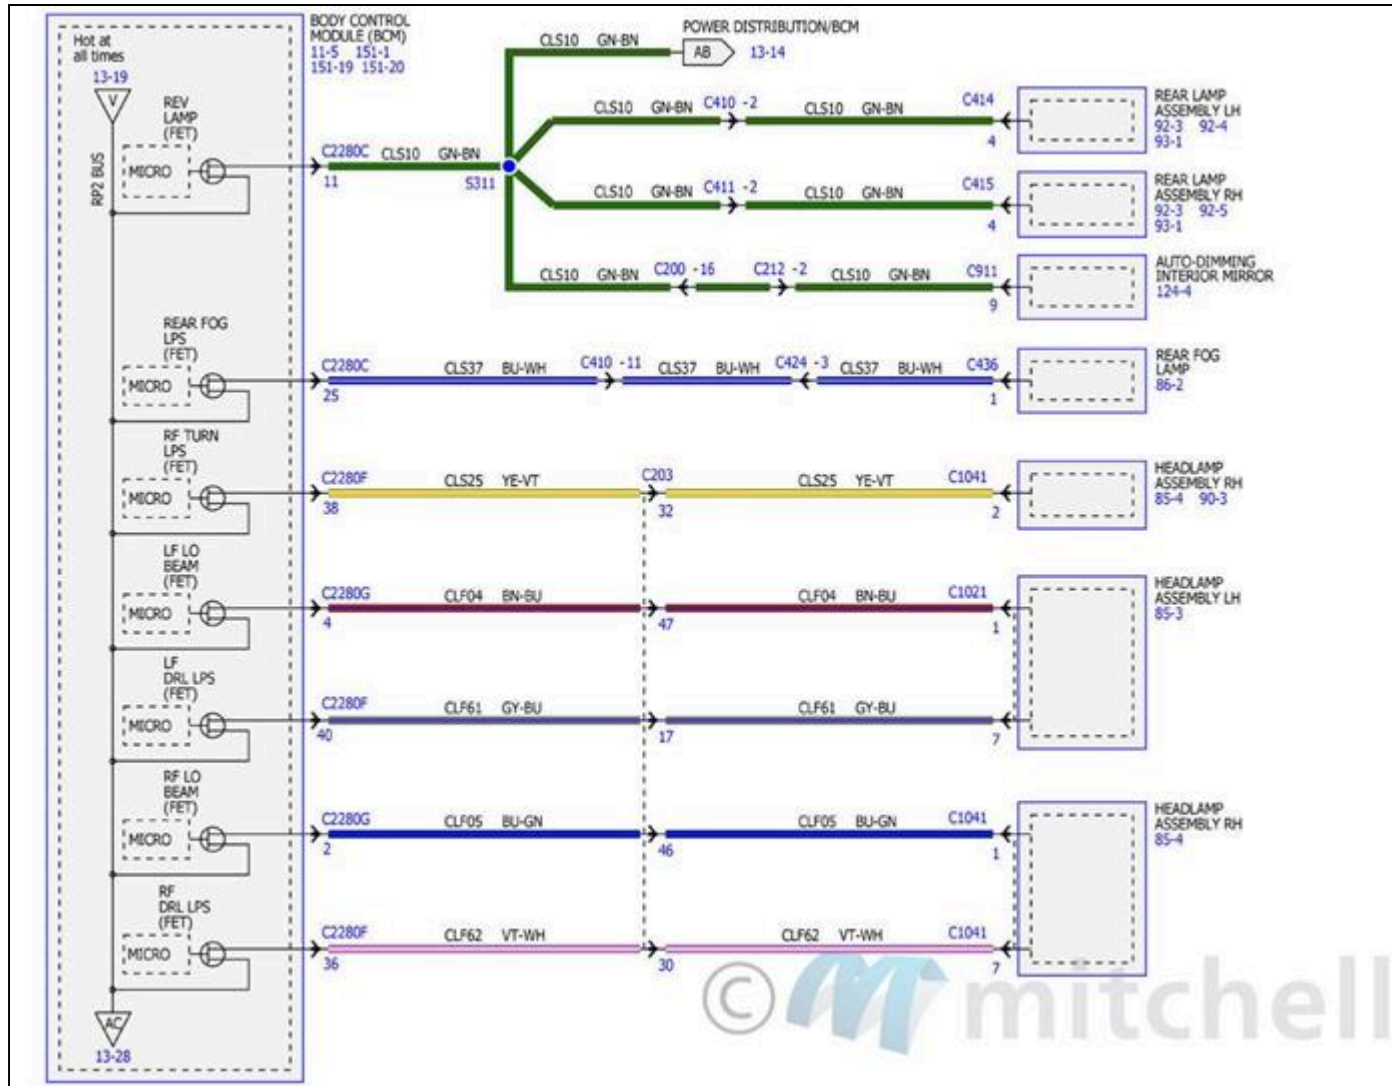 BODY CONTROL
MODULE (BCM)
11-5 151-1
151-19 151-20
Hot at
all times
13-19
V
RP2 BUS
POWER DISTRIBUTION/BCM
CLS10 GN-BN
AB
13-14
REV
LAMP
(FET)
MICRO
C2280C
11
CLS10 GN-BN
S311
CLS10 GN-BN
C410 -2
CLS10 GN-BN
C414
4
REAR LAMP
ASSEMBLY LH
92-3 92-4
93-1
CLS10 GN-BN
C411 -2
CLS10 GN-BN
C415
4
REAR LAMP
ASSEMBLY RH
92-3 92-5
93-1
CLS10 GN-BN
C200 -16
C212 -2
CLS10 GN-BN
C911
9
AUTO-DIMMING
INTERIOR MIRROR
124-4
REAR FOG
LPS
(FET)
MICRO
C2280C
25
CLS37 BU-WH
C410 -11
CLS37 BU-WH
C424 -3
CLS37 BU-WH
C436
1
REAR FOG
LAMP
86-2
RF TURN
LPS
(FET)
MICRO
C2280F
38
CLS25 YE-VT
C203
32
CLS25 YE-VT
C1041
2
HEADLAMP
ASSEMBLY RH
85-4 90-3
LF LO
BEAM
(FET)
MICRO
C2280G
4
CLF04 BN-BU
47
CLF04 BN-BU
C1021
1
HEADLAMP
ASSEMBLY LH
85-3
LF
DRL LPS
(FET)
MICRO
C2280F
40
CLF61 GY-BU
17
CLF61 GY-BU
7
RF LO
BEAM
(FET)
MICRO
C2280G
2
CLF05 BU-GN
46
CLF05 BU-GN
C1041
1
HEADLAMP
ASSEMBLY RH
85-4
RF
DRL LPS
(FET)
MICRO
C2280F
36
CLF62 VT-WH
30
CLF62 VT-WH
C1041
7
AC
13-28
© mitchell